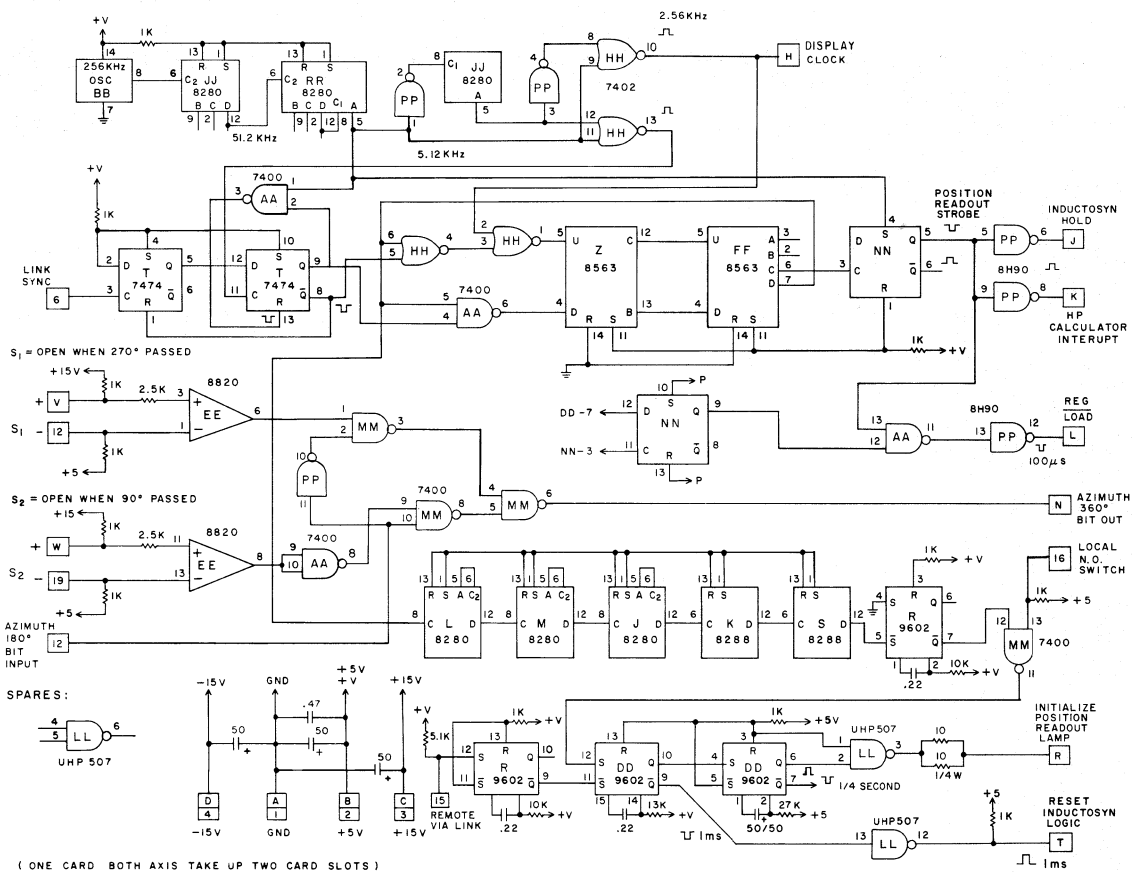 2.56KHz
+V
1K
14
256KHz
OSC
BB
8
7
6
13
1
R S
C2 JJ
8280
B C D
9 2 12
51.2 KHz
6
13
1
R S
C2 RR
8280
B C D C1 A
9 2 12 8 5
2
PP
1
5.12KHz
8
C1 JJ
8280
A
5
4
PP
3
8
9
HH
10
7402
12
11
HH
13
H
DISPLAY
CLOCK
+V
1K
7400
3
AA
1
2
LINK
SYNC
6
2
3
4
S
D T Q
7474
C R Q
5
6
1
12
11
10
S
D T Q
7474
C R Q
9
8
13
6
5
HH
4
2
3
HH
1
7400
5
4
AA
6
5
4
U C
Z
8563
D R S B
12
13
14 11
5
4
U A
FF B
8563 C
D R S D
3
2
6
7
14 11
4
S
D NN Q
C Q
R
3
5
6
1
1K
+V
POSITION
READOUT
STROBE
5
PP
6
J
INDUCTOSYN
HOLD
8H90
9
PP
8
K
HP
CALCULATOR
INTERUPT
S1 = OPEN WHEN 270° PASSED
+15V
1K
2.5K
+ V
S1 - 12
1K
+5
3
1
8820
EE
6
1
2
MM
3
10
PP
11
DD-7
NN-3
12
11
10
P
S
D NN Q
C Q
R
9
8
13
P
13
12
AA
11
8H90
13
PP
12
100µs
L
REG
LOAD
S2 = OPEN WHEN 90° PASSED
+15
1K
2.5K
+ W
S2 - 19
1K
+5
11
13
8820
EE
8
7400
9
10
AA
8
7400
9
10
MM
8
4
5
MM
6
N
AZIMUTH
360°
BIT OUT
AZIMUTH
180°
BIT
INPUT
12
13 1 5 6
R S A C2
8 C L D 12
8280
13 1 5 6
R S A C2
8 C M D 12
8280
13 1 5 6
R S A C2
8 C J D 12
8280
13 1
R S
8 C K D 12
8288
13 1
R S
8 C S D 12
8288
1K
+V
3
4 S R Q 6
R
9602
5 S Q 7
1 2
.22
10K
+V
16
LOCAL
N.O.
SWITCH
1K
+5
12 13
MM
7400
11
SPARES:
4
5
LL
6
UHP 507
-15V
GND
+5V
+V
+15V
.47
50
50
50
D
4
-15V
A
1
GND
B
2
+5V
C
3
+15V
+V
5.1K
15
REMOTE
VIA LINK
1K
+V
13
12 S R Q 10
R
9602
11 S Q 9
10K
+V
.22
13
12 S R Q 10
DD
9602
11 S Q 9
15 14
13K
+V
.22
1ms
1K
+5V
3
4 S R Q 6
DD
9602
5 S Q 7
1 2
27K
+5
50/50
1/4 SECOND
UHP507
1
2
LL
3
10
10
1/4W
R
INITIALIZE
POSITION
READOUT
LAMP
UHP507
13
LL
12
+5
1K
T
RESET
INDUCTOSYN
LOGIC
1ms
( ONE CARD BOTH AXIS TAKE UP TWO CARD SLOTS )